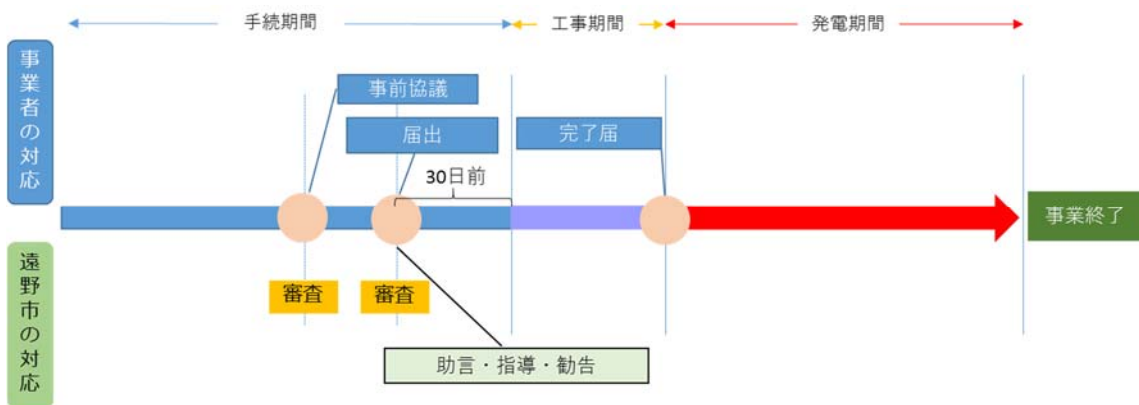 手続期間
工事期間
発電期間
事業者の対応
事前協議
届出
完了届
30日前
事業終了
遠野市の対応
審査
審査
助言・指導・勧告